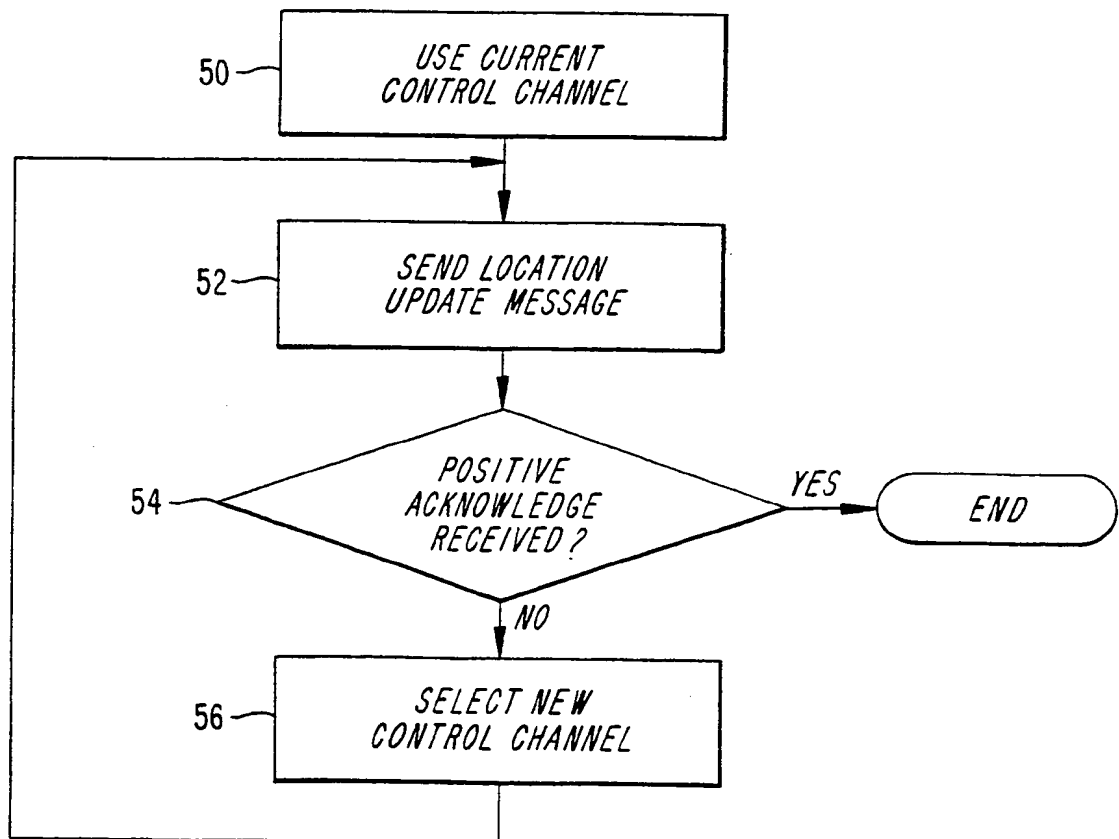 50
USE CURRENT
CONTROL CHANNEL
52
SEND LOCATION
UPDATE MESSAGE
54
POSITIVE
ACKNOWLEDGE
RECEIVED?
YES
END
NO
56
SELECT NEW
CONTROL CHANNEL